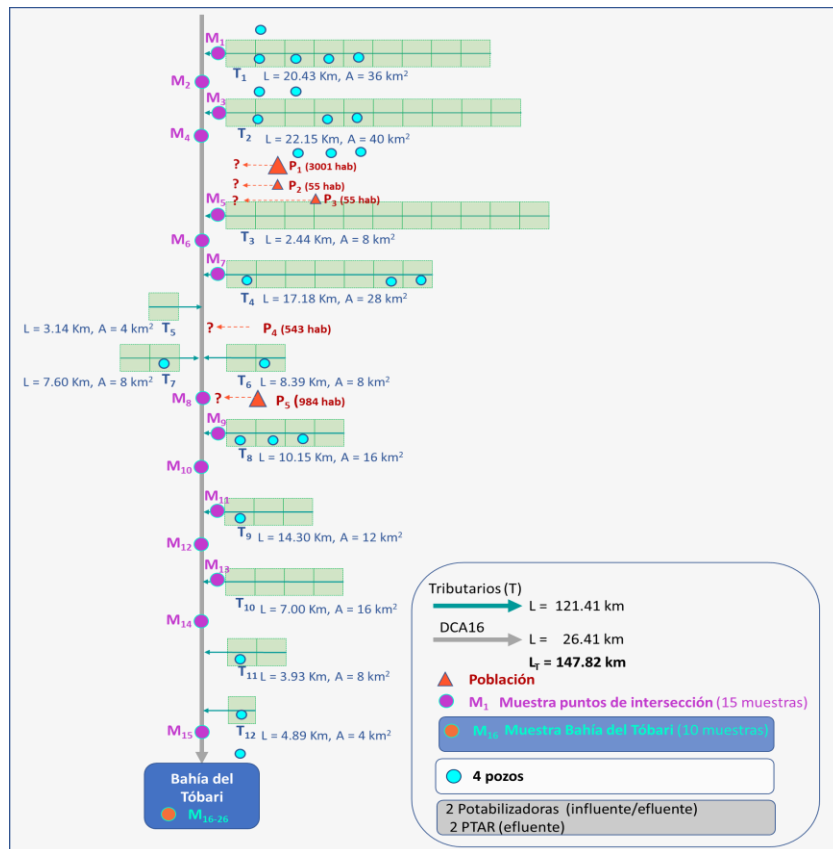 M1
T1 L = 20.43 Km, A = 36 km²
M2
M3
M4
T2 L = 22.15 Km, A = 40 km²
? P1 (3001 hab)
? P2 (55 hab)
? P3 (55 hab)
M5
T3 L = 2.44 Km, A = 8 km²
M6
M7
T4 L = 17.18 Km, A = 28 km²
L = 3.14 Km, A = 4 km² T5
? P4 (543 hab)
L = 7.60 Km, A = 8 km² T7
T6 L = 8.39 Km, A = 8 km²
M8 ? P5 (984 hab)
M9
T8 L = 10.15 Km, A = 16 km²
M10
M11
T9 L = 14.30 Km, A = 12 km²
M12
M13
T10 L = 7.00 Km, A = 16 km²
M14
T11 L = 3.93 Km, A = 8 km²
T12 L = 4.89 Km, A = 4 km²
M15
Bahía del
Tóbari
M16-26
Tributarios (T)
L = 121.41 km
DCA16
L = 26.41 km
LT = 147.82 km
Población
M1 Muestra puntos de intersección (15 muestras)
M16 Muestra Bahía del Tóbari (10 muestras)
4 pozos
2 Potabilizadoras (influente/efluente)
2 PTAR (efluente)